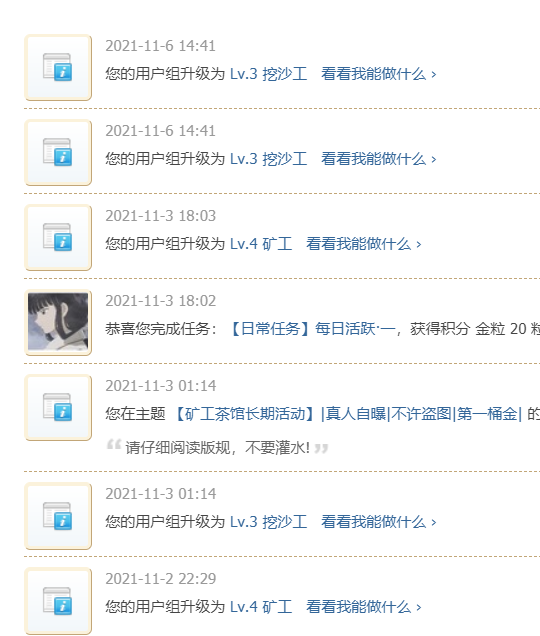 2021-11-6 14:41
您的用户组升级为 Lv.3 挖沙工 看看我能做什么 ›
2021-11-6 14:41
您的用户组升级为 Lv.3 挖沙工 看看我能做什么 ›
2021-11-3 18:03
您的用户组升级为 Lv.4 矿工 看看我能做什么 ›
2021-11-3 18:02
恭喜您完成任务：【日常任务】每日活跃·一，获得积分 金粒 20 粒
2021-11-3 01:14
您在主题 【矿工茶馆长期活动】|真人自曝|不许盗图|第一桶金| 的
“ 请仔细阅读版规，不要灌水! ”
2021-11-3 01:14
您的用户组升级为 Lv.3 挖沙工 看看我能做什么 ›
2021-11-2 22:29
您的用户组升级为 Lv.4 矿工 看看我能做什么 ›